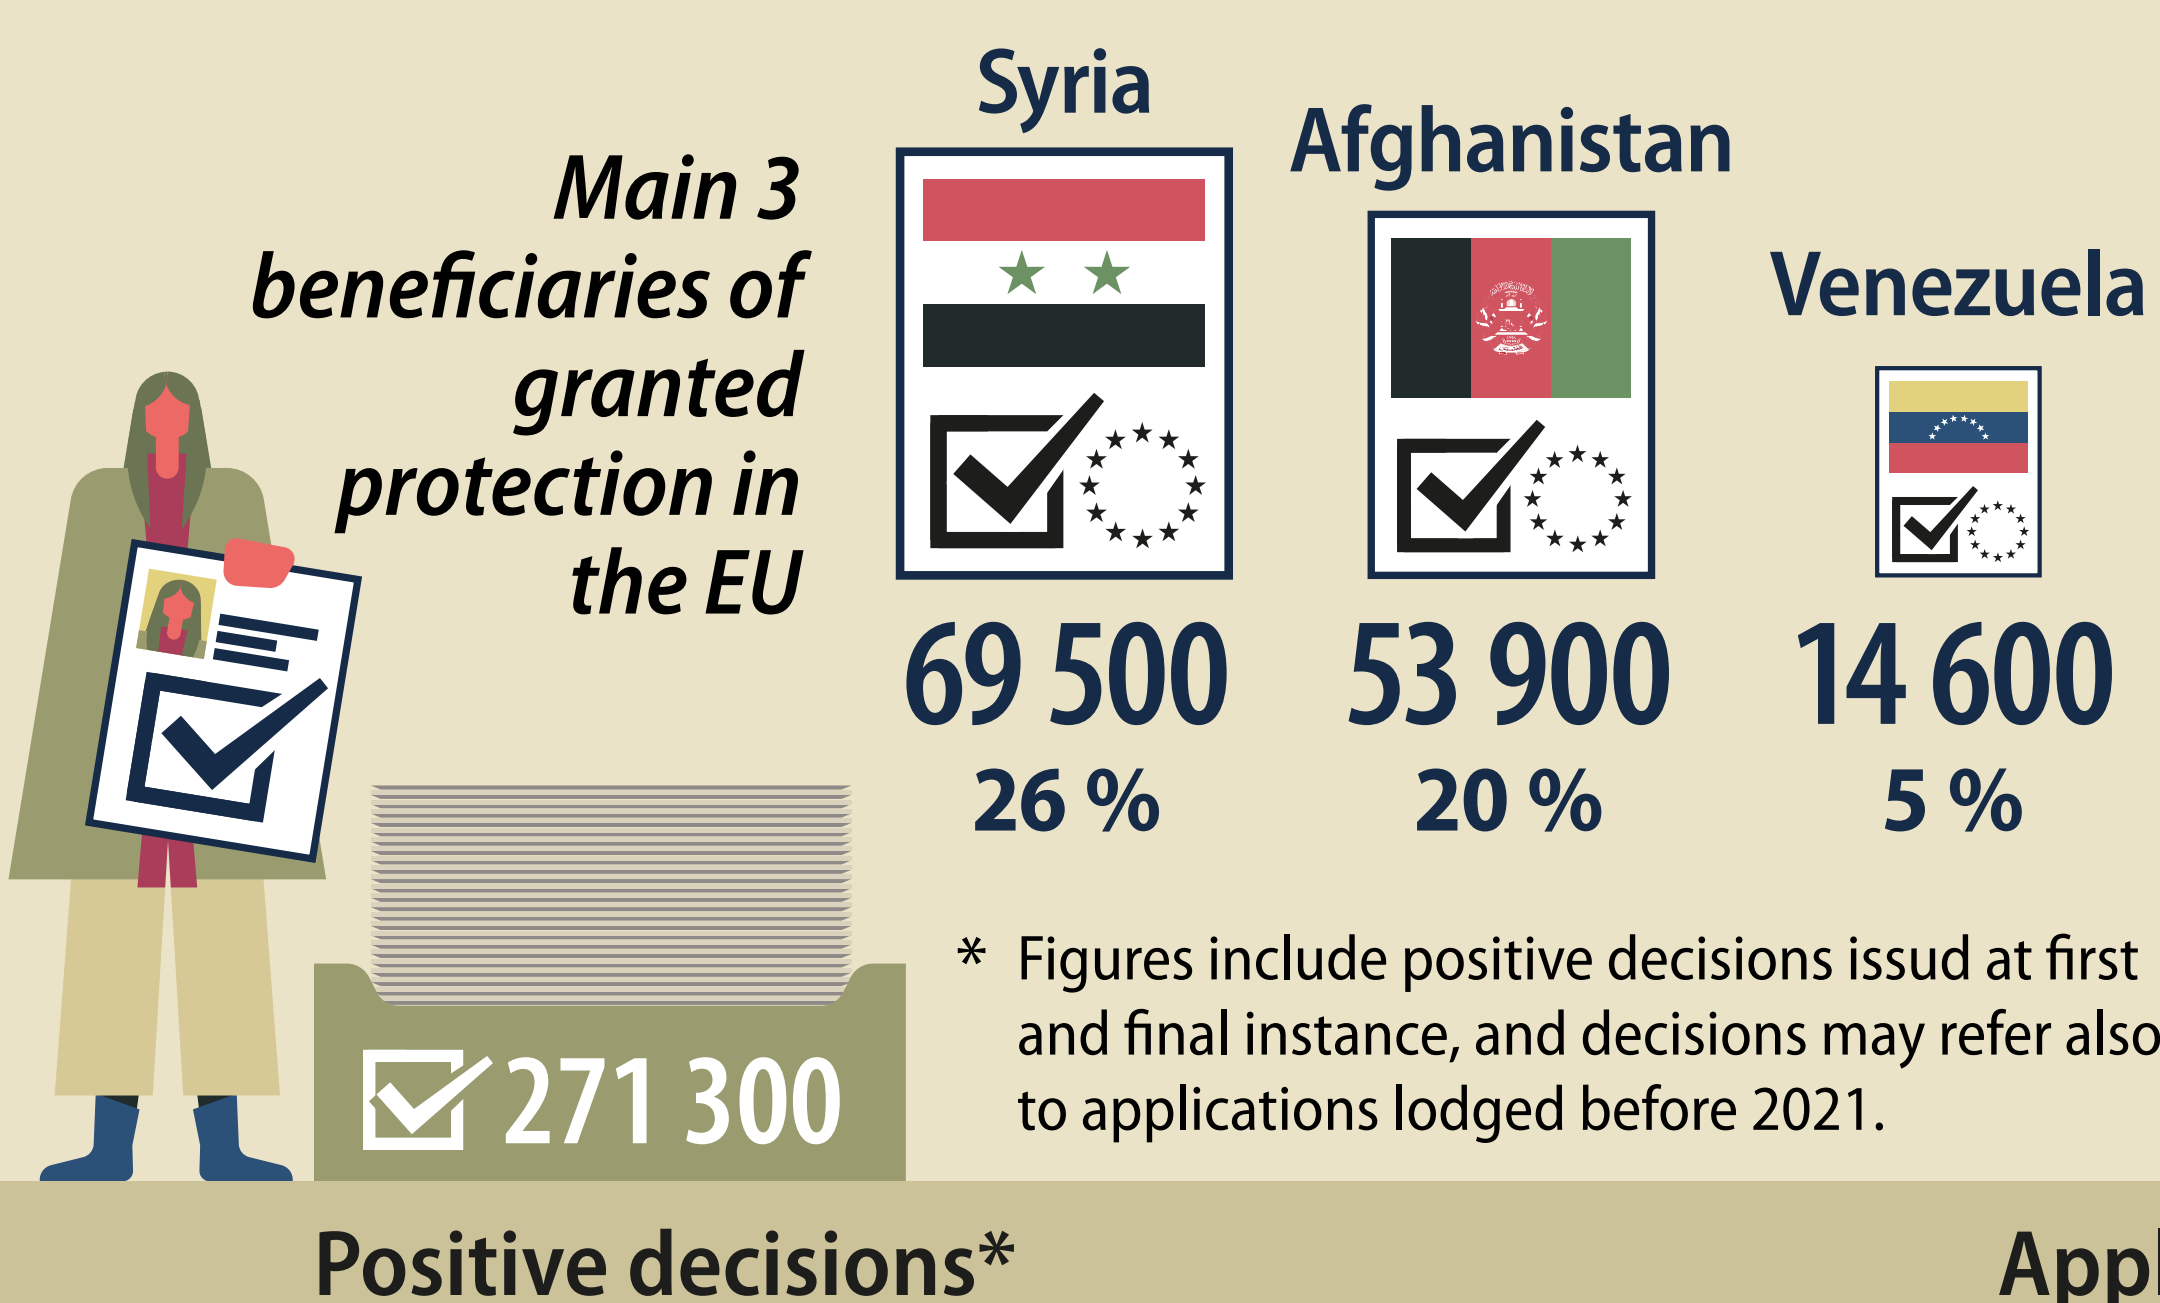 Main 3
beneficiaries of
granted
protection in
the EU
Syria
69 500
26 %
Afghanistan
53 900
20 %
Venezuela
14 600
5 %
* Figures include positive decisions issud at first
and final instance, and decisions may refer also
to applications lodged before 2021.
271 300
Positive decisions*
Appl